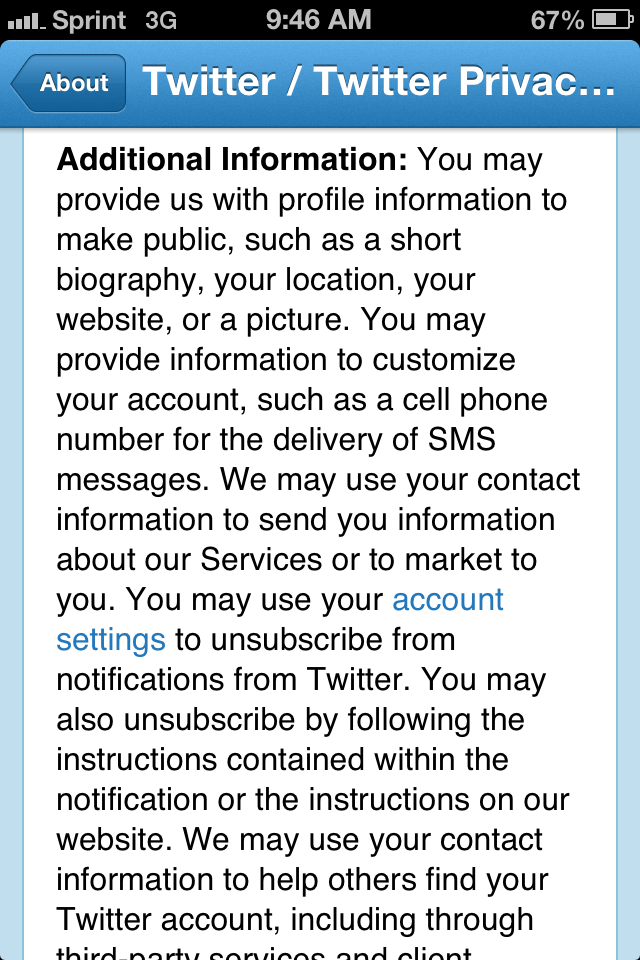 Sprint 3G 9:46 AM 67%
About Twitter / Twitter Privac...
Additional Information: You may
provide us with profile information to
make public, such as a short
biography, your location, your
website, or a picture. You may
provide information to customize
your account, such as a cell phone
number for the delivery of SMS
messages. We may use your contact
information to send you information
about our Services or to market to
you. You may use your account
settings to unsubscribe from
notifications from Twitter. You may
also unsubscribe by following the
instructions contained within the
notification or the instructions on our
website. We may use your contact
information to help others find your
Twitter account, including through
third-party services and client